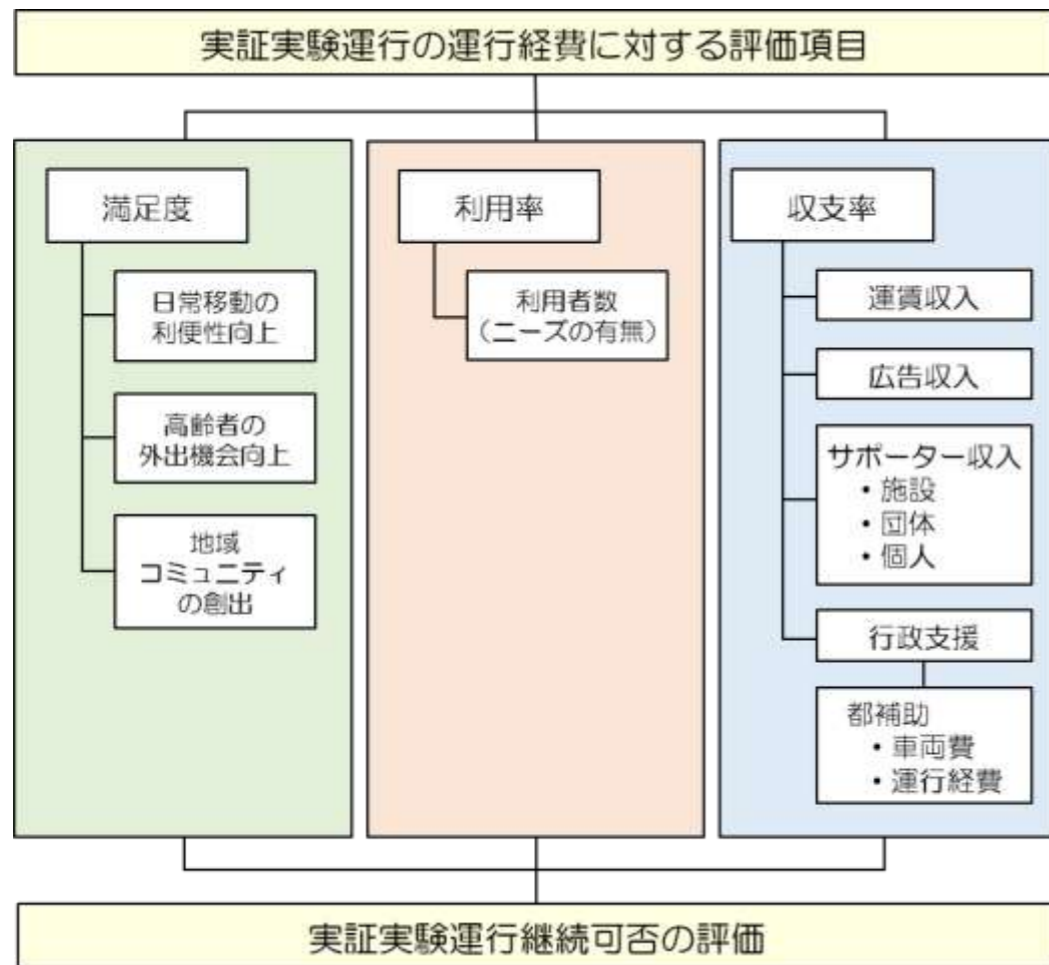 実証実験運行の運行経費に対する評価項目
満足度
日常移動の
利便性向上
高齢者の
外出機会向上
地域
コミュニティ
の創出
利用率
利用者数
(ニーズの有無)
収支率
運賃収入
広告収入
サポーター収入
・施設
・団体
・個人
行政支援
都補助
・車両費
・運行経費
実証実験運行継続可否の評価